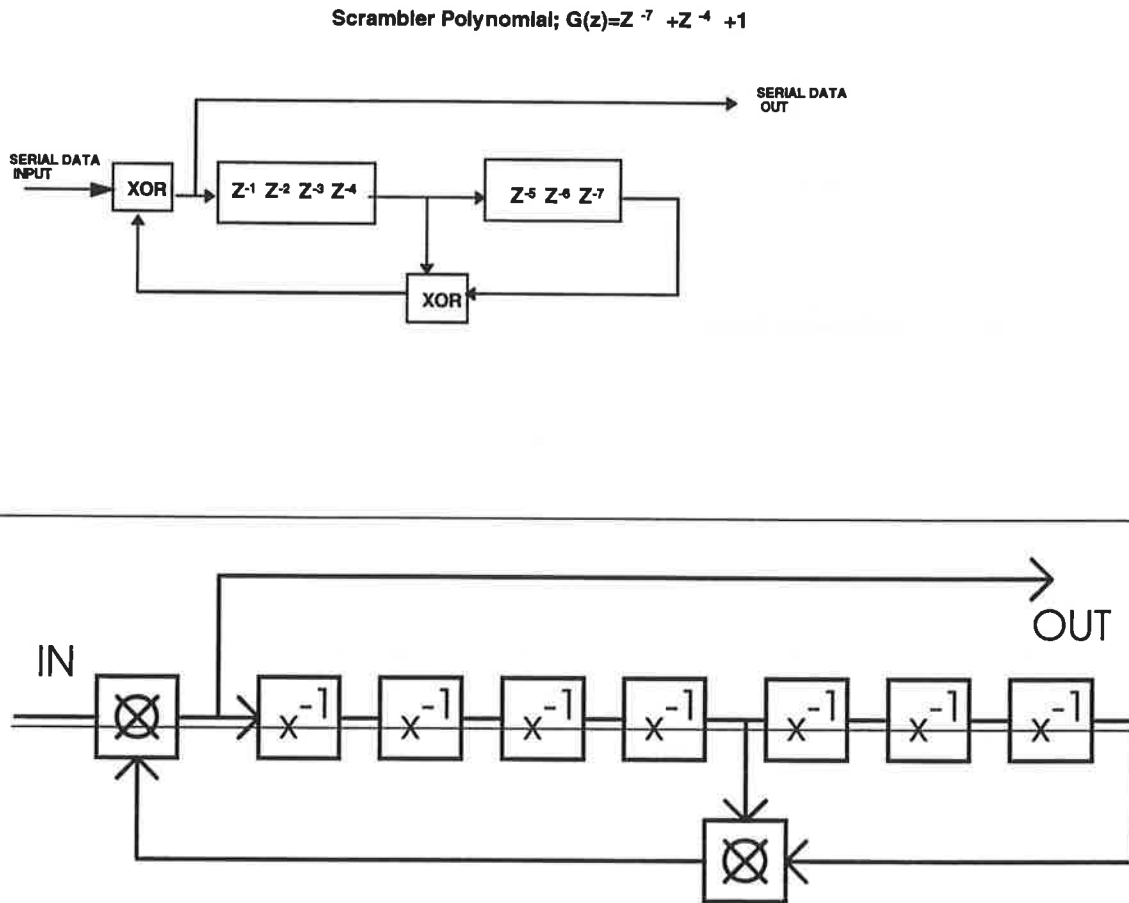 Scrambler Polynomial; G(z)=Z⁻⁷ +Z⁻⁴ +1
SERIAL DATA
OUT
SERIAL DATA
INPUT
XOR
Z⁻¹ Z⁻² Z⁻³ Z⁻⁴
Z⁻⁵ Z⁻⁶ Z⁻⁷
XOR
OUT
IN
X⁻¹ X⁻¹ X⁻¹ X⁻¹ X⁻¹ X⁻¹ X⁻¹